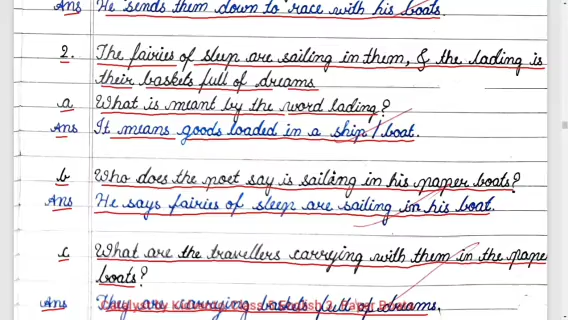 Ans He sends them down to race with his boats.
2. The fairies of sleep are sailing in them, & the lading is
their baskets full of dreams
a What is meant by the word lading?
Ans It means goods loaded in a ship/boat.
b Who does the poet say is sailing in his paper boats?
Ans He says fairies of sleep are sailing in his boat.
c What are the travellers carrying with them in the pape
boats?
Ans They are carrying baskets full of dreams.